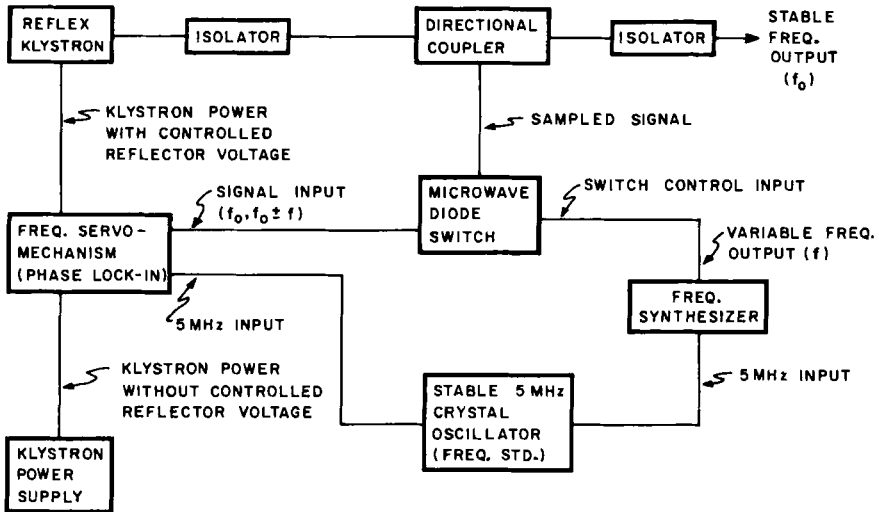 REFLEX
KLYSTRON
ISOLATOR
DIRECTIONAL
COUPLER
ISOLATOR
STABLE
FREQ.
OUTPUT
(f₀)
KLYSTRON POWER
WITH CONTROLLED
REFLECTOR VOLTAGE
SAMPLED SIGNAL
SIGNAL INPUT
(f₀, f₀ ± f)
MICROWAVE
DIODE
SWITCH
SWITCH CONTROL INPUT
FREQ. SERVO-
MECHANISM
(PHASE LOCK-IN)
VARIABLE FREQ.
OUTPUT (f)
5 MHz INPUT
FREQ.
SYNTHESIZER
KLYSTRON POWER
WITHOUT CONTROLLED
REFLECTOR VOLTAGE
STABLE 5 MHz
CRYSTAL
OSCILLATOR
(FREQ. STD.)
5 MHz INPUT
KLYSTRON
POWER
SUPPLY